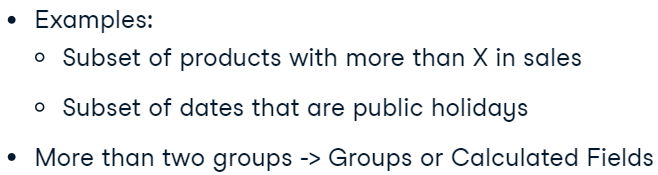 • Examples:
◦ Subset of products with more than X in sales
◦ Subset of dates that are public holidays
• More than two groups -> Groups or Calculated Fields